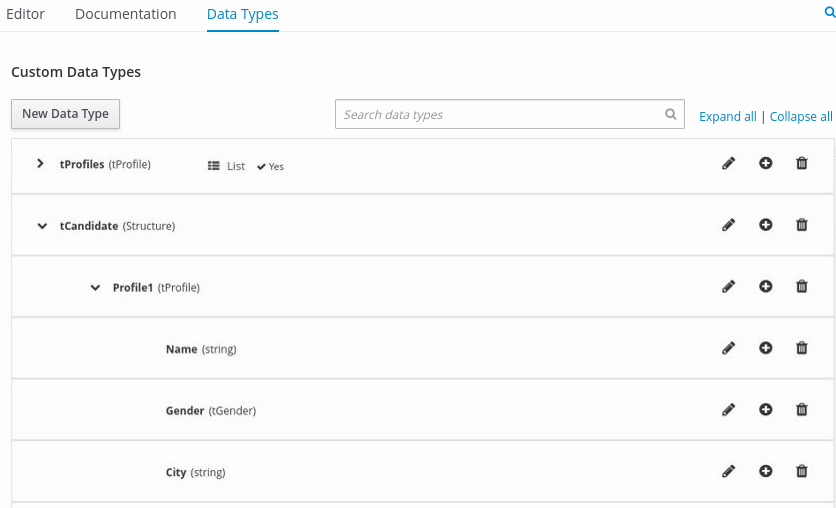 Editor Documentation Data Types
Custom Data Types
New Data Type Search data types Expand all | Collapse all
tProfiles (tProfile) List Yes
tCandidate (Structure)
Profile1 (tProfile)
Name (string)
Gender (tGender)
City (string)